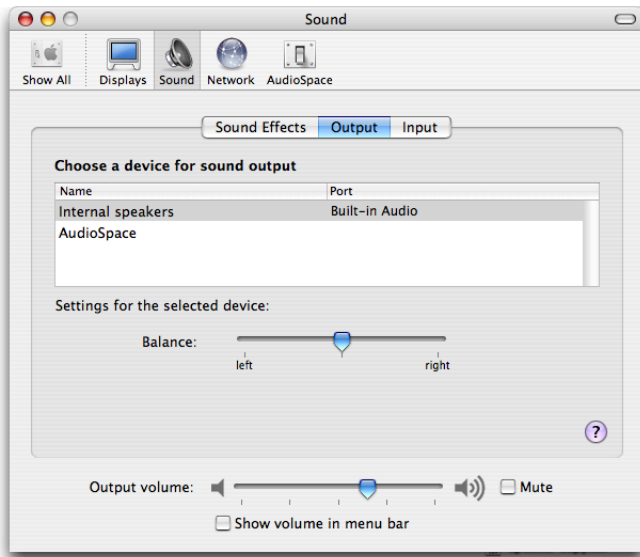 Sound
Show All Displays Sound Network AudioSpace
Sound Effects Output Input
Choose a device for sound output
Name Port
Internal speakers Built-in Audio
AudioSpace
Settings for the selected device:
Balance:
left right
?
Output volume: Mute
Show volume in menu bar